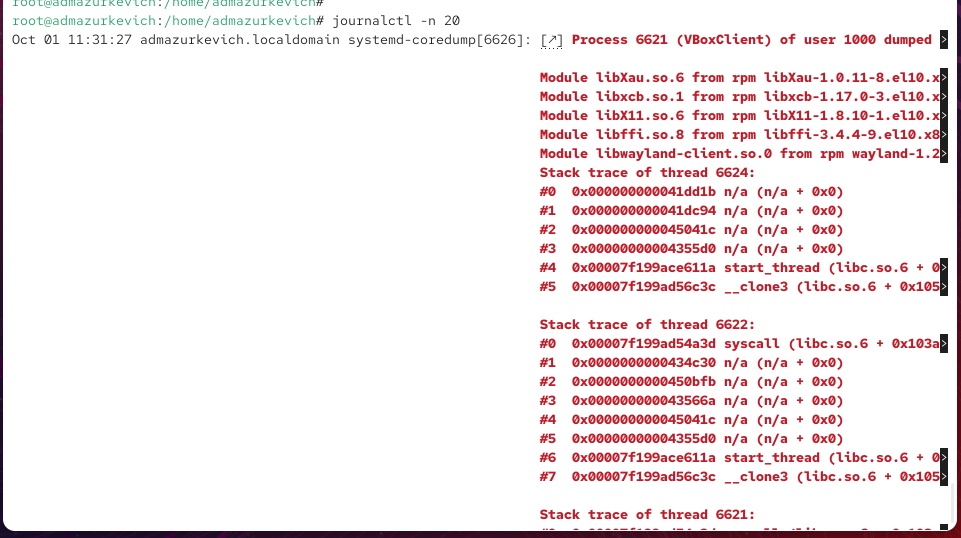 root@admazurkevich:/home/admazurkevich#
root@admazurkevich:/home/admazurkevich# journalctl -n 20
Oct 01 11:31:27 admazurkevich.localdomain systemd-coredump[6626]: [↗] Process 6621 (VBoxClient) of user 1000 dumped >
Module libXau.so.6 from rpm libXau-1.0.11-8.el10.x>
Module libxcb.so.1 from rpm libxcb-1.17.0-3.el10.x>
Module libX11.so.6 from rpm libX11-1.8.10-1.el10.x>
Module libffi.so.8 from rpm libffi-3.4.4-9.el10.x8>
Module libwayland-client.so.0 from rpm wayland-1.2>
Stack trace of thread 6624:
#0  0x000000000041dd1b n/a (n/a + 0x0)
#1  0x000000000041dc94 n/a (n/a + 0x0)
#2  0x000000000045041c n/a (n/a + 0x0)
#3  0x00000000004355d0 n/a (n/a + 0x0)
#4  0x00007f199ace611a start_thread (libc.so.6 + 0>
#5  0x00007f199ad56c3c __clone3 (libc.so.6 + 0x105>
Stack trace of thread 6622:
#0  0x00007f199ad54a3d syscall (libc.so.6 + 0x103a>
#1  0x0000000000434c30 n/a (n/a + 0x0)
#2  0x0000000000450bfb n/a (n/a + 0x0)
#3  0x000000000043566a n/a (n/a + 0x0)
#4  0x000000000045041c n/a (n/a + 0x0)
#5  0x00000000004355d0 n/a (n/a + 0x0)
#6  0x00007f199ace611a start_thread (libc.so.6 + 0>
#7  0x00007f199ad56c3c __clone3 (libc.so.6 + 0x105>
Stack trace of thread 6621: